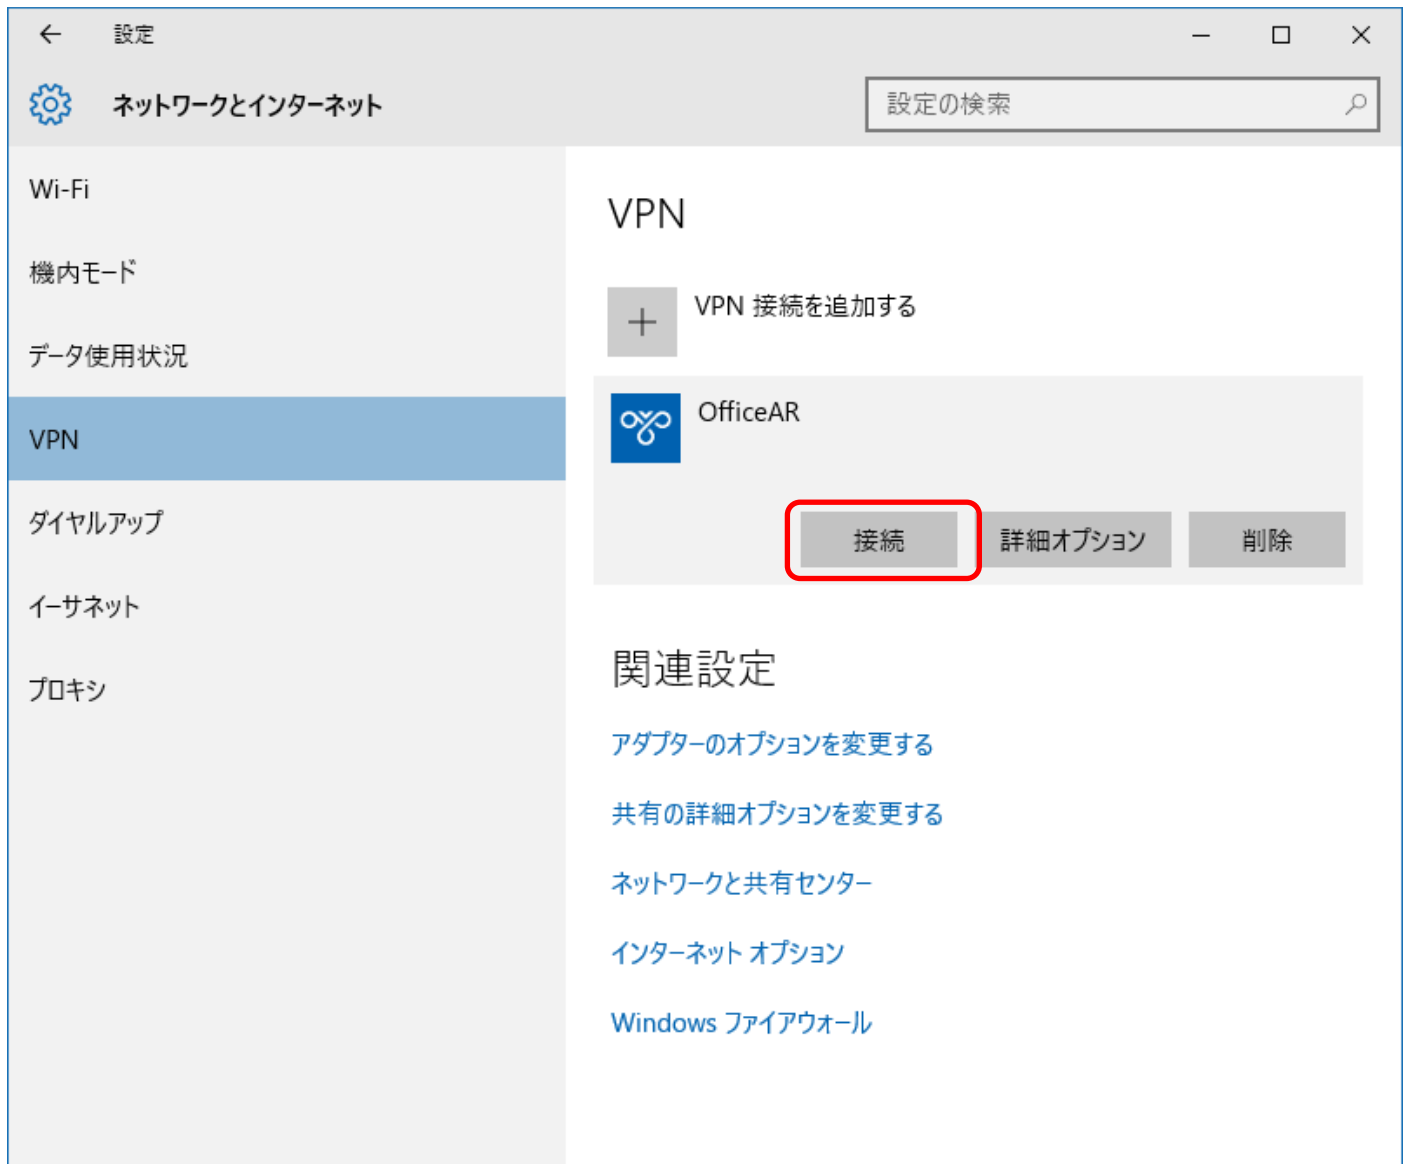 設定
ネットワークとインターネット
設定の検索
Wi-Fi
機内モード
データ使用状況
VPN
ダイヤルアップ
イーサネット
プロキシ
VPN
VPN 接続を追加する
OfficeAR
接続
詳細オプション
削除
関連設定
アダプターのオプションを変更する
共有の詳細オプションを変更する
ネットワークと共有センター
インターネット オプション
Windows ファイアウォール